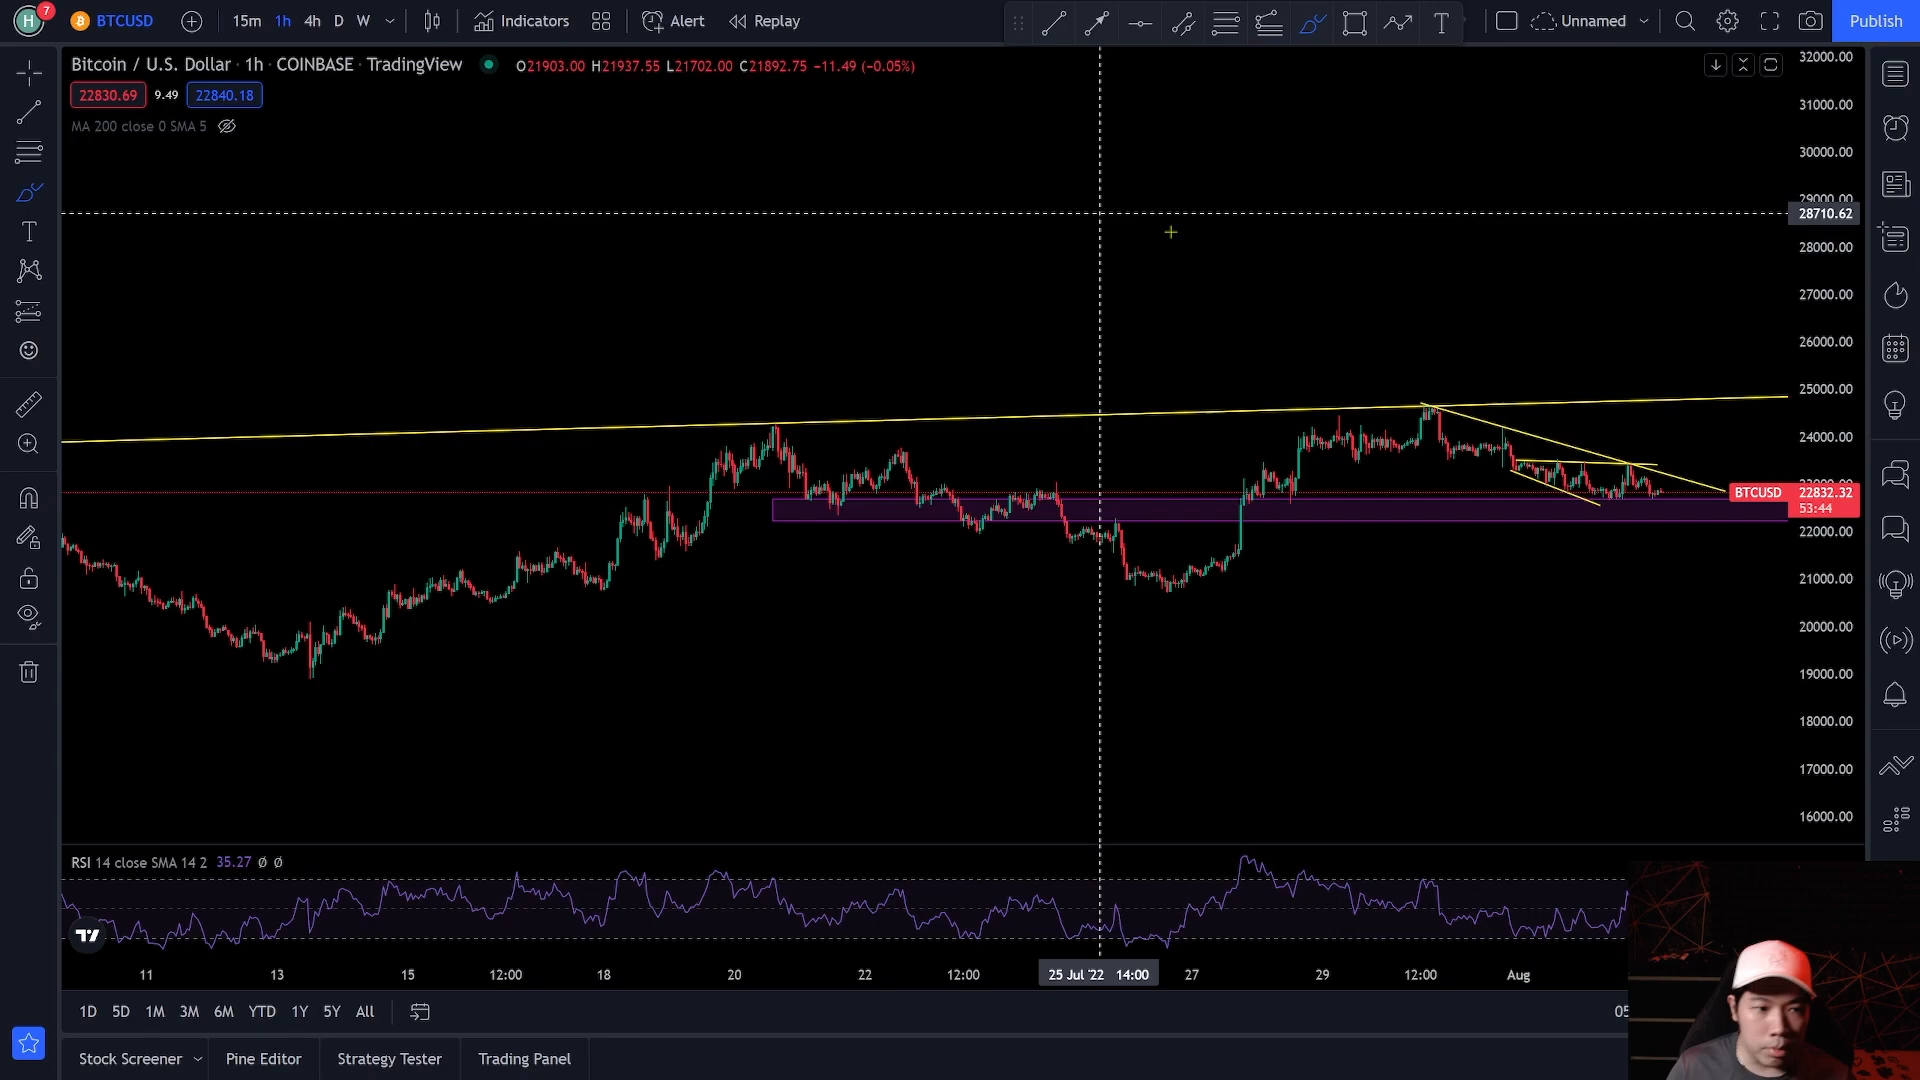 H 7 BTCUSD 15m 1h 4h D W Indicators Alert Replay T Unnamed Publish
Bitcoin / U.S. Dollar · 1h · COINBASE · TradingView O21903.00 H21937.55 L21702.00 C21892.75 −11.49 (−0.05%)
22830.69 9.49 22840.18
MA 200 close 0 SMA 5
T
32000.00
31000.00
30000.00
29000.00
28710.62
28000.00
27000.00
26000.00
25000.00
24000.00
23000.00
BTCUSD 22832.32
53:44
22000.00
21000.00
20000.00
19000.00
18000.00
17000.00
16000.00
RSI 14 close SMA 14 2 35.27 Ø Ø
11 13 15 12:00 18 20 22 12:00 25 Jul '22 14:00 27 29 12:00 Aug
1D 5D 1M 3M 6M YTD 1Y 5Y All 05
Stock Screener Pine Editor Strategy Tester Trading Panel